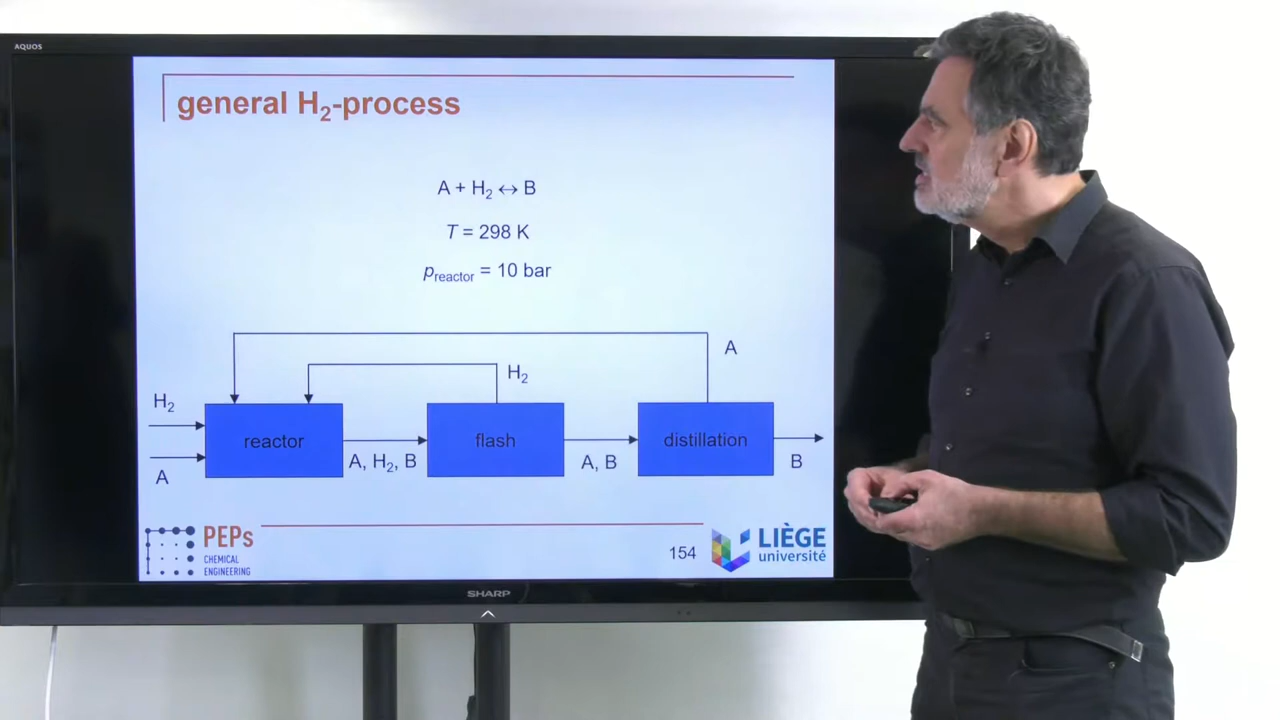 AQUOS
general H₂-process
A + H₂ ↔ B
T = 298 K
p_reactor = 10 bar
A
H₂
H₂
reactor
flash
distillation
A, H₂, B
A, B
B
A
PEPs
CHEMICAL
ENGINEERING
154
LIÈGE
université
SHARP